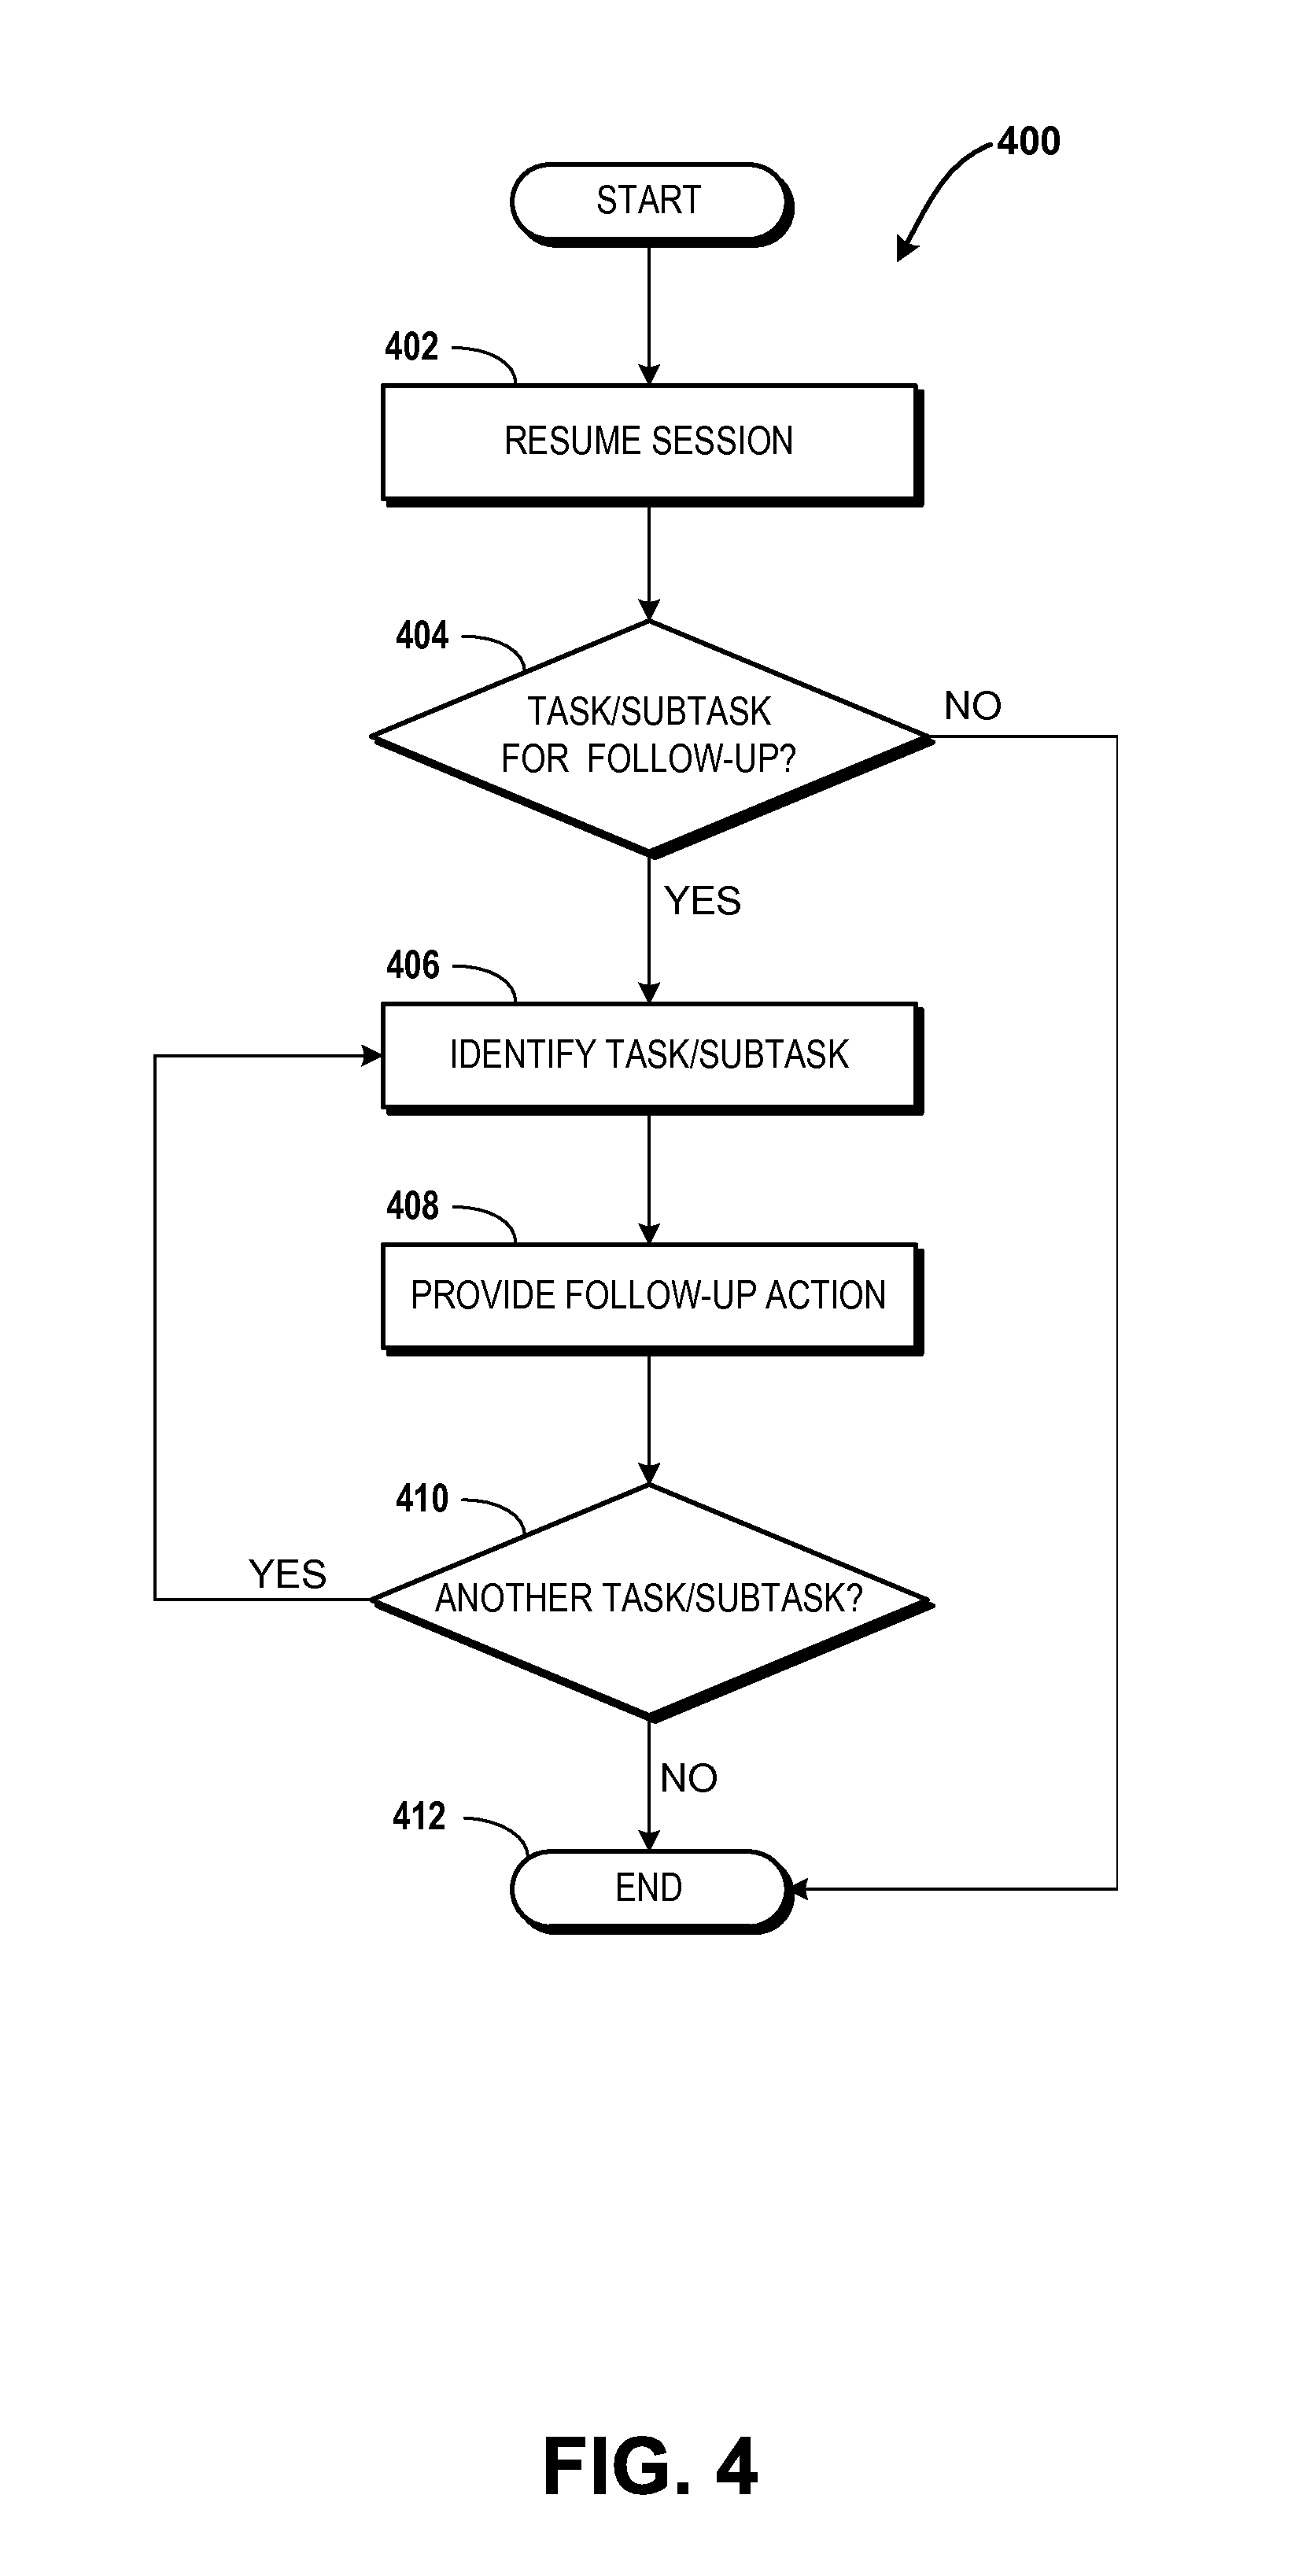 400
START
402
RESUME SESSION
404
TASK/SUBTASK
FOR FOLLOW-UP?
NO
YES
406
IDENTIFY TASK/SUBTASK
408
PROVIDE FOLLOW-UP ACTION
410
ANOTHER TASK/SUBTASK?
YES
NO
412
END
FIG. 4